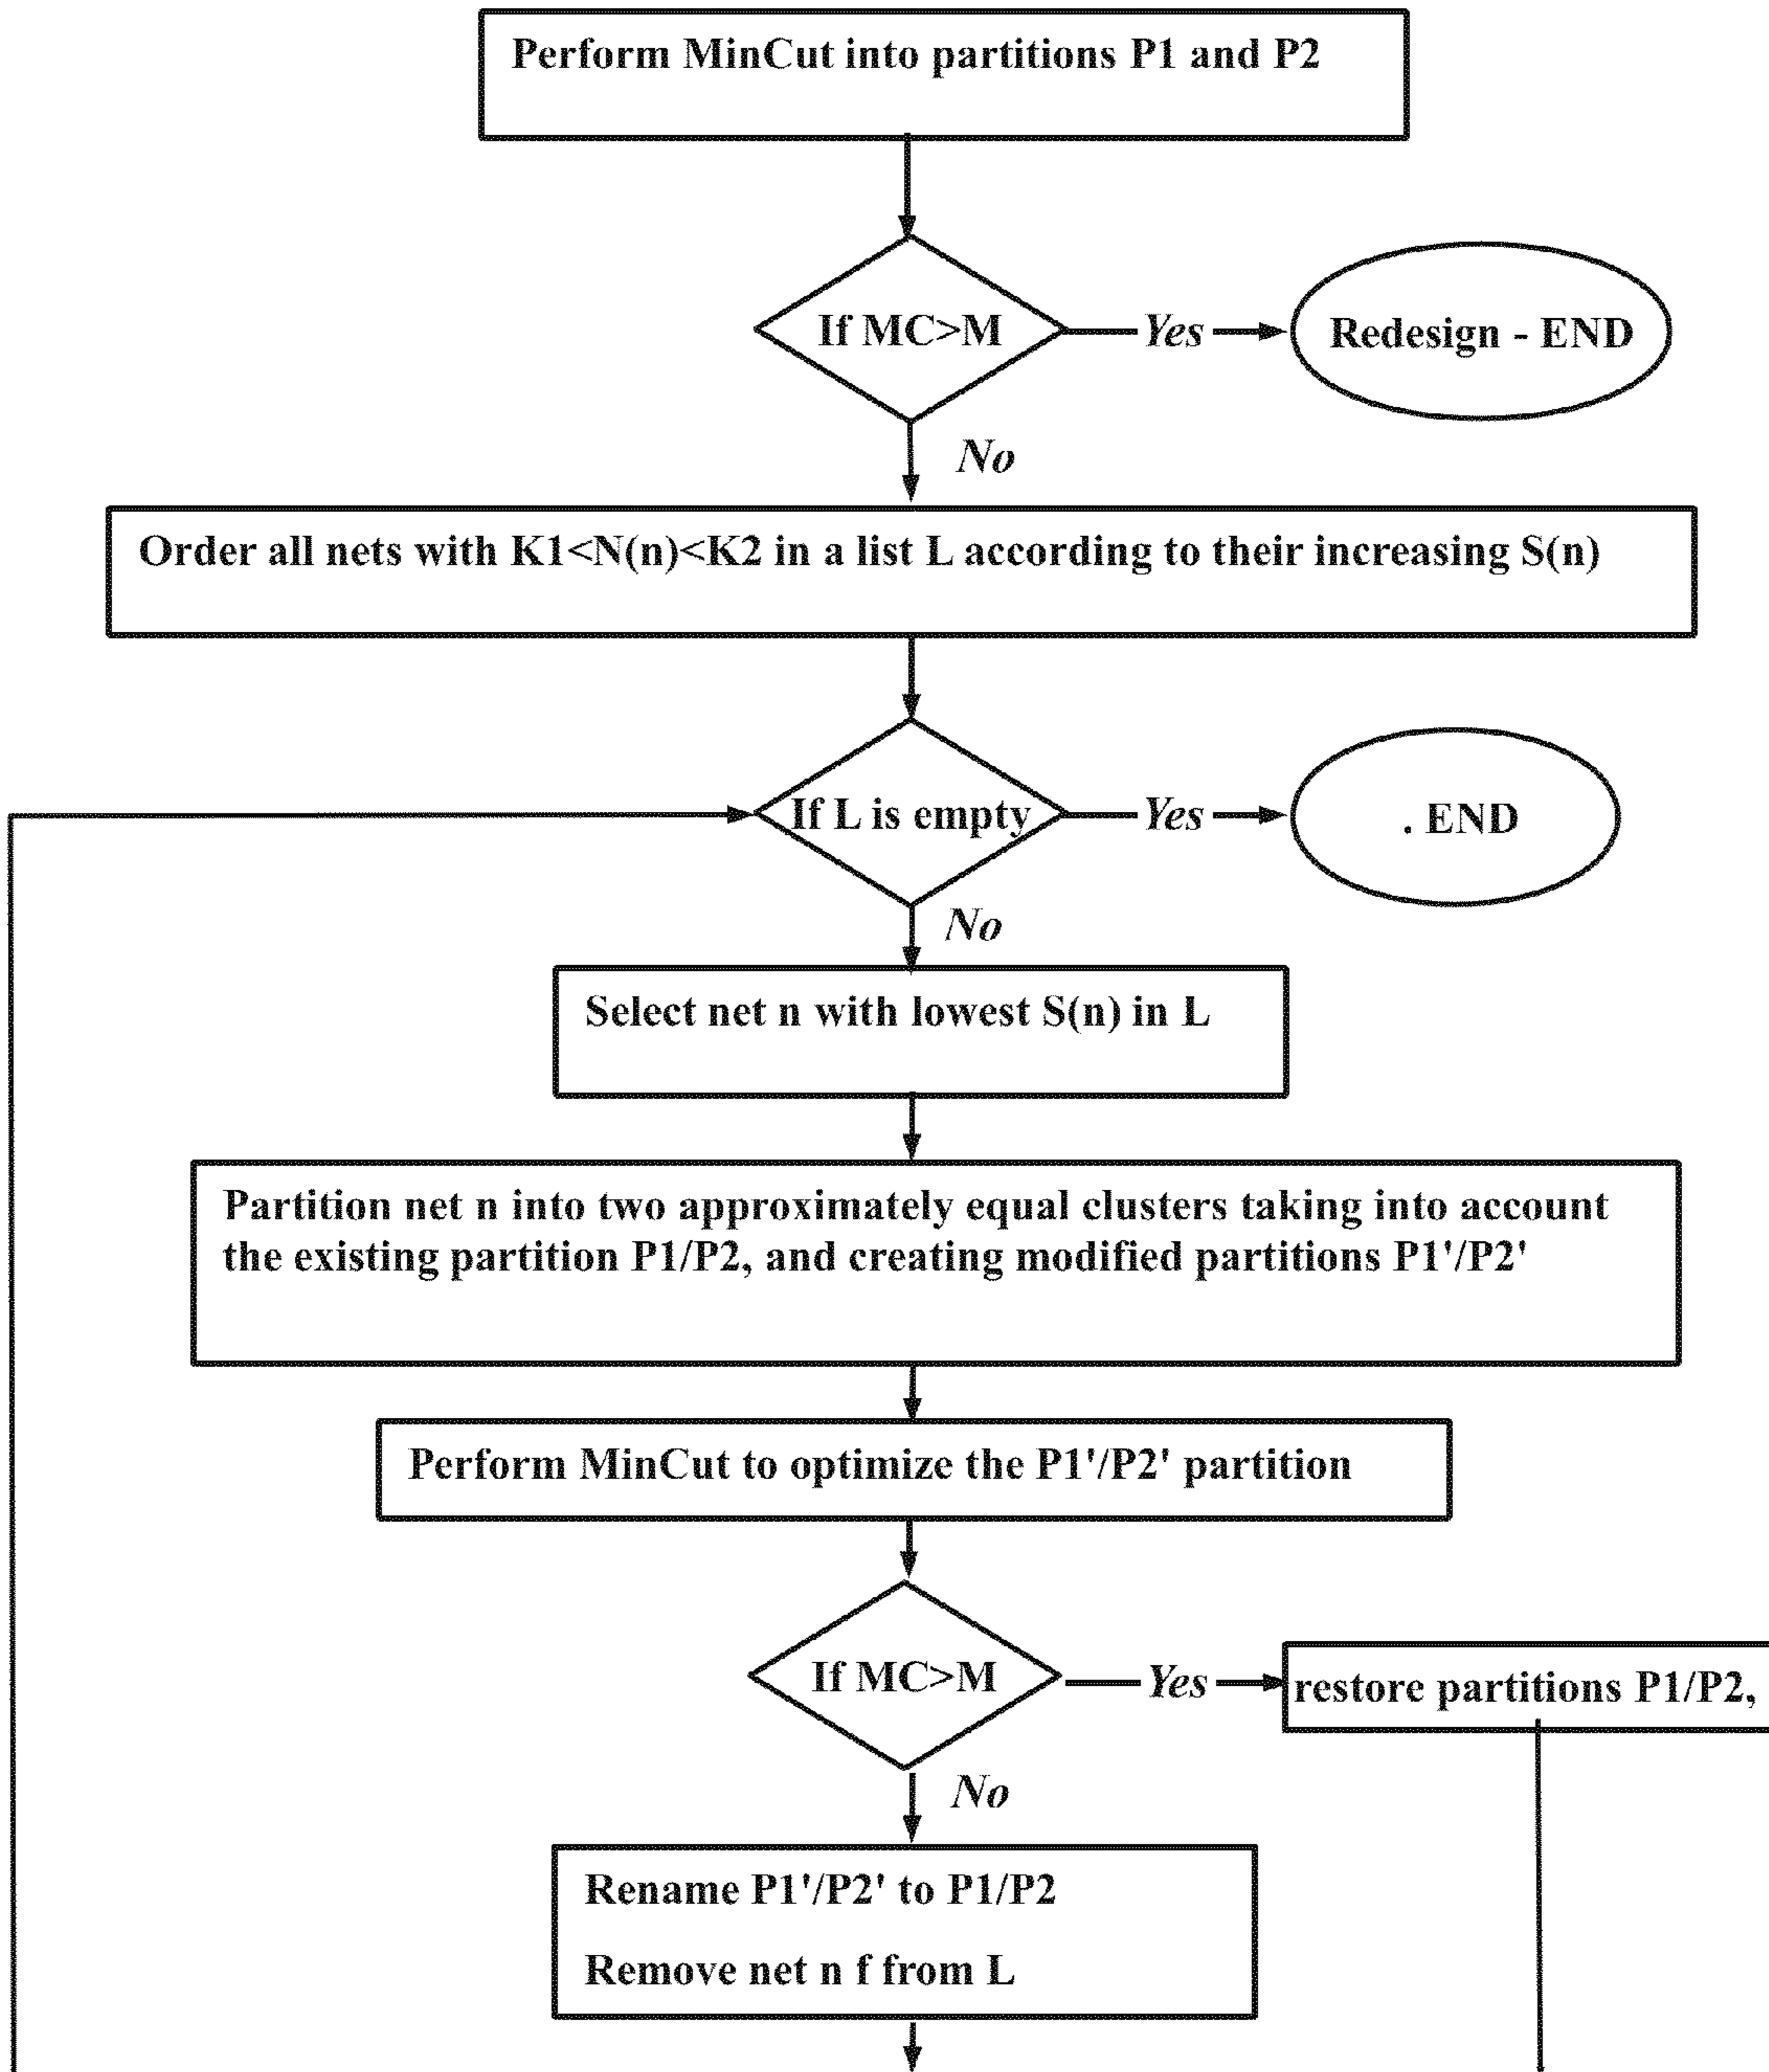 Perform MinCut into partitions P1 and P2
If MC>M
Yes
Redesign - END
No
Order all nets with K1<N(n)<K2 in a list L according to their increasing S(n)
If L is empty
Yes
. END
No
Select net n with lowest S(n) in L
Partition net n into two approximately equal clusters taking into account
the existing partition P1/P2, and creating modified partitions P1'/P2'
Perform MinCut to optimize the P1'/P2' partition
If MC>M
Yes
restore partitions P1/P2,
No
Rename P1'/P2' to P1/P2
Remove net n f from L